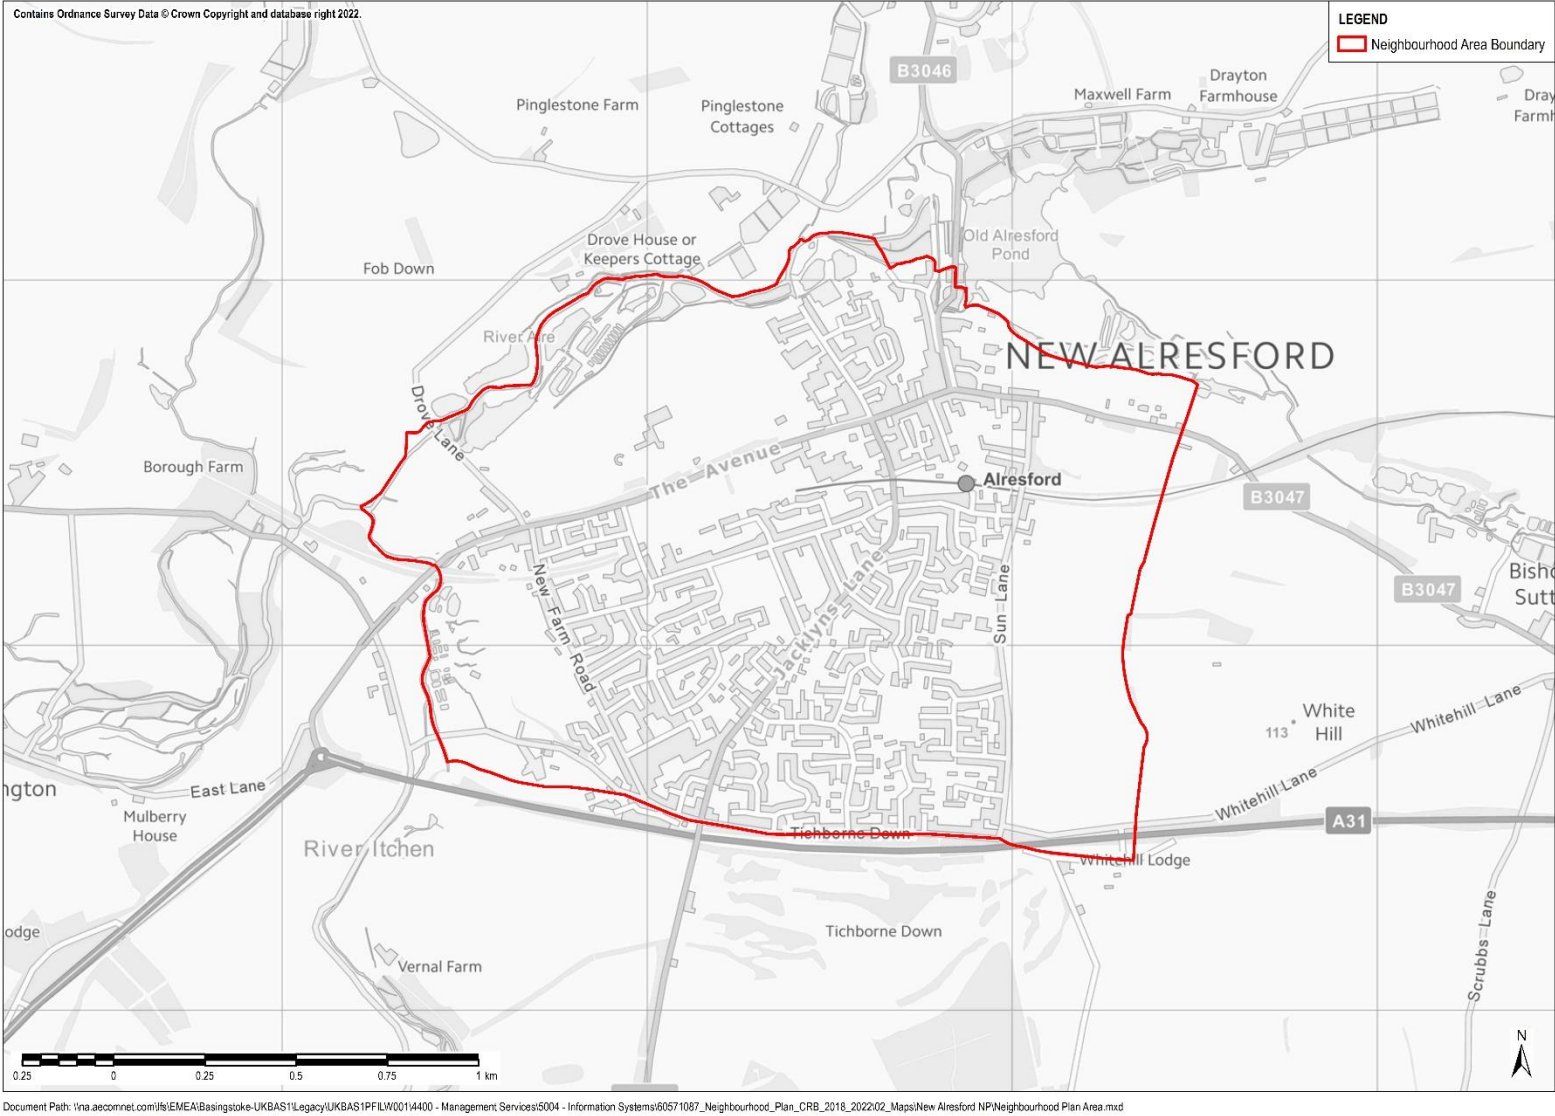 Contains Ordnance Survey Data © Crown Copyright and database right 2022.
LEGEND
Neighbourhood Area Boundary
B3046
Drayton
Farmhouse
Maxwell Farm
Pinglestone Farm
Pinglestone
Cottages
Dray
Farmh
Drove House or
Keepers Cottage
Old Alresford
Pond
Fob Down
River Alre
NEW ALRESFORD
Drove Lane
The Avenue
Borough Farm
Alresford
B3047
New Farm Road
Jacklyns Lane
Sun Lane
B3047
Bisho
Sutt
White
Hill
113
Whitehill Lane
Whitehill Lane
ngton
East Lane
Mulberry
House
A31
River Itchen
Tichborne Down
Whitehill Lodge
odge
Tichborne Down
Vernal Farm
Scrubbs Lane
N
0.25 0 0.25 0.5 0.75 1 km
Document Path: \\na.aecomnet.com\lfs\EMEA\Basingstoke-UKBAS1\Legacy\UKBAS1PFILW001\4400 - Management Services\5004 - Information Systems\60571087_Neighbourhood_Plan_CRB_2018_2022\02_Maps\New Alresford NP\Neighbourhood Plan Area.mxd